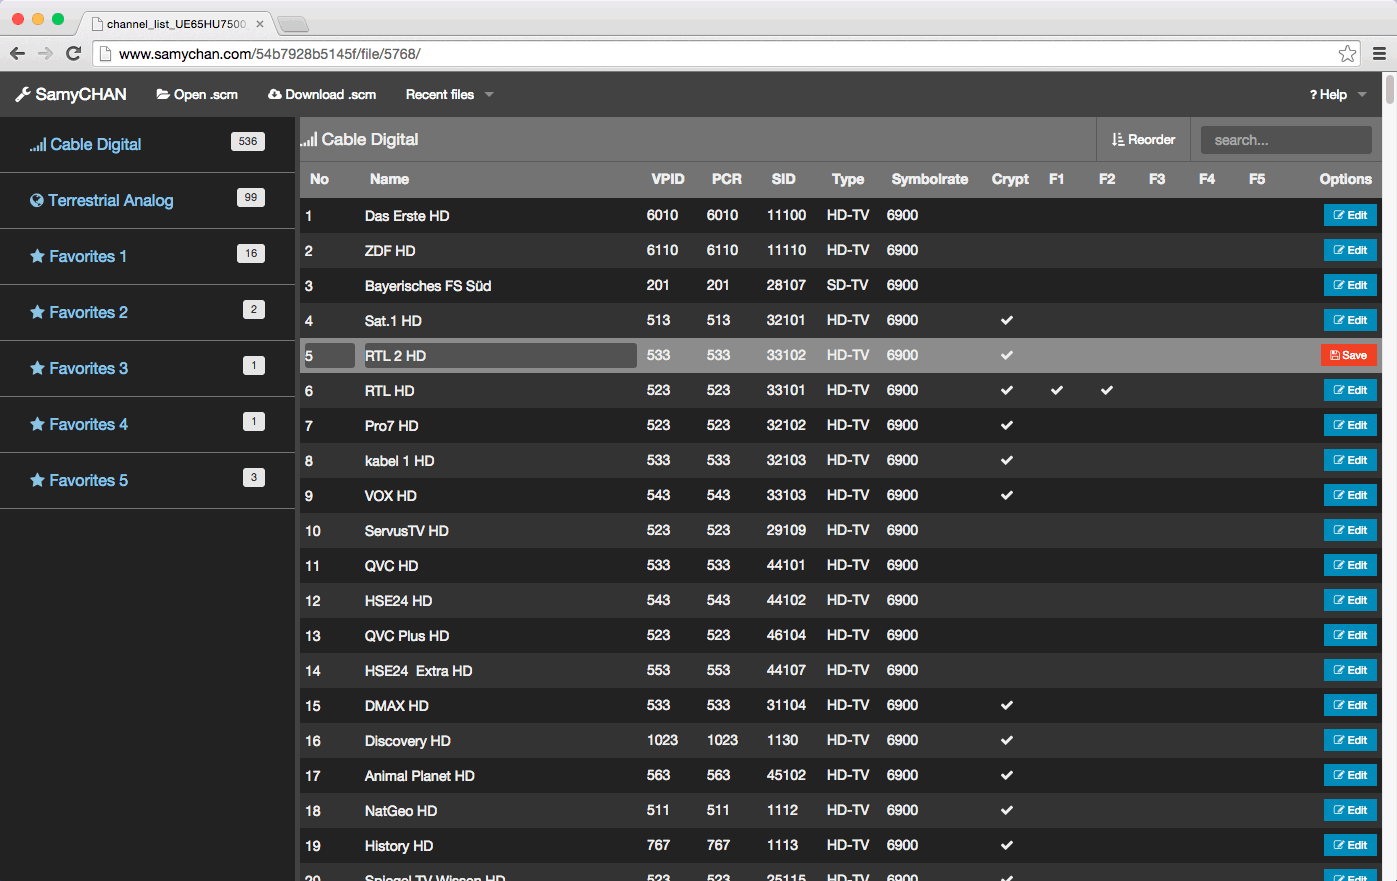 channel_list_UE65HU7500
www.samychan.com/54b7928b5145f/file/5768/
SamyCHAN Open .scm Download .scm Recent files ? Help
Cable Digital 536
Terrestrial Analog 99
Favorites 1 16
Favorites 2 2
Favorites 3 1
Favorites 4 1
Favorites 5 3
Cable Digital Reorder search...
No Name VPID PCR SID Type Symbolrate Crypt F1 F2 F3 F4 F5 Options
1 Das Erste HD 6010 6010 11100 HD-TV 6900 Edit
2 ZDF HD 6110 6110 11110 HD-TV 6900 Edit
3 Bayerisches FS Süd 201 201 28107 SD-TV 6900 Edit
4 Sat.1 HD 513 513 32101 HD-TV 6900 ✔ Edit
5 RTL 2 HD 533 533 33102 HD-TV 6900 ✔ Save
6 RTL HD 523 523 33101 HD-TV 6900 ✔ ✔ ✔ Edit
7 Pro7 HD 523 523 32102 HD-TV 6900 ✔ Edit
8 kabel 1 HD 533 533 32103 HD-TV 6900 ✔ Edit
9 VOX HD 543 543 33103 HD-TV 6900 ✔ Edit
10 ServusTV HD 523 523 29109 HD-TV 6900 Edit
11 QVC HD 533 533 44101 HD-TV 6900 Edit
12 HSE24 HD 543 543 44102 HD-TV 6900 Edit
13 QVC Plus HD 523 523 46104 HD-TV 6900 Edit
14 HSE24  Extra HD 553 553 44107 HD-TV 6900 Edit
15 DMAX HD 533 533 31104 HD-TV 6900 ✔ Edit
16 Discovery HD 1023 1023 1130 HD-TV 6900 ✔ Edit
17 Animal Planet HD 563 563 45102 HD-TV 6900 ✔ Edit
18 NatGeo HD 511 511 1112 HD-TV 6900 ✔ Edit
19 History HD 767 767 1113 HD-TV 6900 ✔ Edit
20 Spiegel TV Wissen HD 523 523 25115 HD-TV 6900 Edit